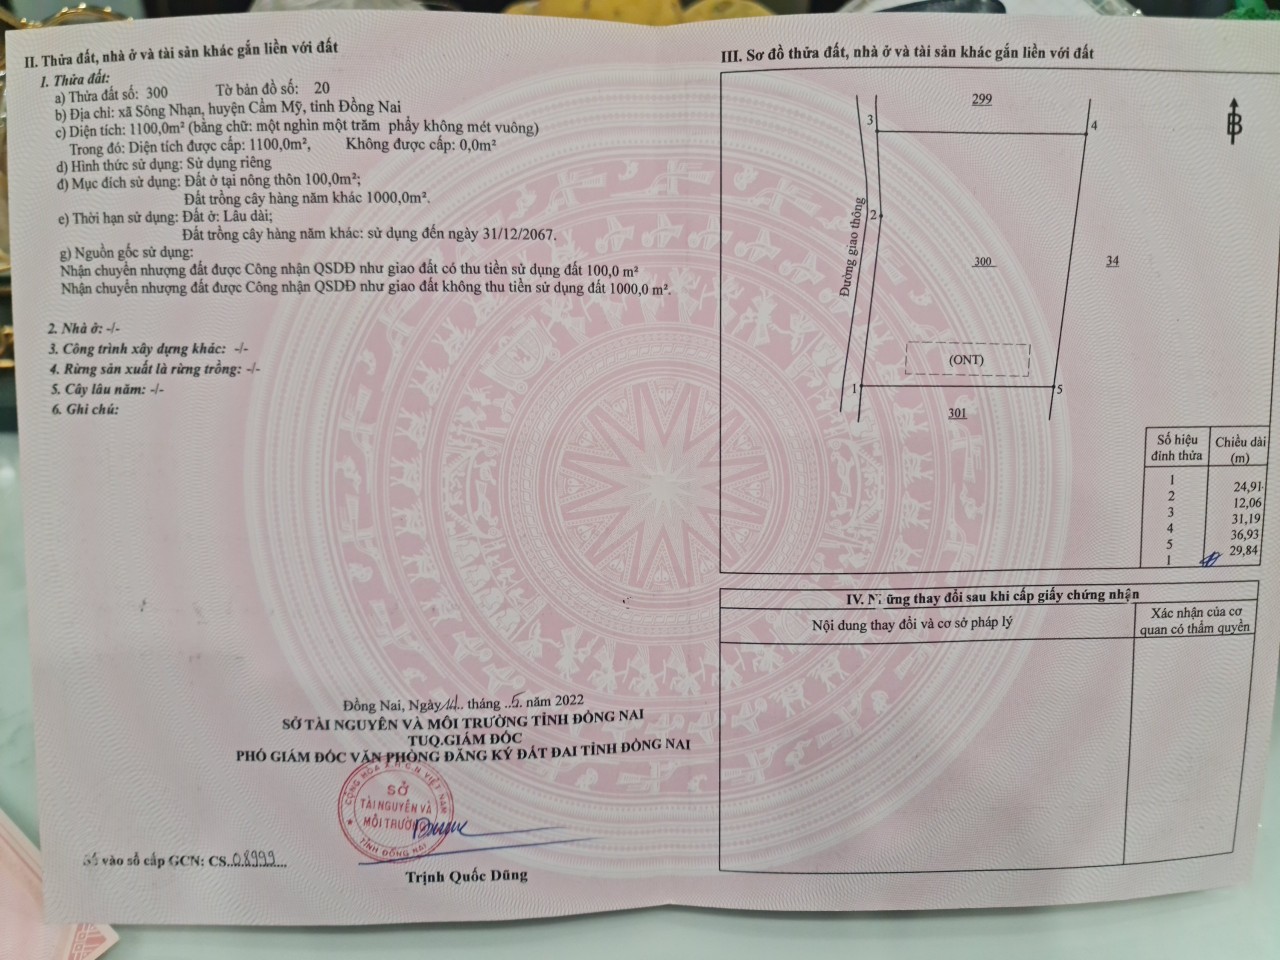 II. Thửa đất, nhà ở và tài sản khác gắn liền với đất
1. Thửa đất:
a) Thửa đất số: 300 Tờ bản đồ số: 20
b) Địa chỉ: xã Sông Nhạn, huyện Cẩm Mỹ, tỉnh Đồng Nai
c) Diện tích: 1100,0m² (bằng chữ: một nghìn một trăm phẩy không mét vuông)
Trong đó: Diện tích được cấp: 1100,0m², Không được cấp: 0,0m²
d) Hình thức sử dụng: Sử dụng riêng
đ) Mục đích sử dụng: Đất ở tại nông thôn 100,0m²;
Đất trồng cây hàng năm khác 1000,0m².
e) Thời hạn sử dụng: Đất ở: Lâu dài;
Đất trồng cây hàng năm khác: sử dụng đến ngày 31/12/2067.
g) Nguồn gốc sử dụng:
Nhận chuyển nhượng đất được Công nhận QSDĐ như giao đất có thu tiền sử dụng đất 100,0 m²
Nhận chuyển nhượng đất được Công nhận QSDĐ như giao đất không thu tiền sử dụng đất 1000,0 m².
2. Nhà ở: -/-
3. Công trình xây dựng khác: -/-
4. Rừng sản xuất là rừng trồng: -/-
5. Cây lâu năm: -/-
6. Ghi chú:
Đồng Nai, Ngày 11.. tháng ..5. năm 2022
SỞ TÀI NGUYÊN VÀ MÔI TRƯỜNG TỈNH ĐỒNG NAI
TUQ.GIÁM ĐỐC
PHÓ GIÁM ĐỐC VĂN PHÒNG ĐĂNG KÝ ĐẤT ĐAI TỈNH ĐỒNG NAI
CỘNG HÒA X.H.C.N VIỆT NAM
SỞ
TÀI NGUYÊN VÀ
MÔI TRƯỜNG
TỈNH ĐỒNG NAI
Số vào sổ cấp GCN: CS..08999...
Trịnh Quốc Dũng
III. Sơ đồ thửa đất, nhà ở và tài sản khác gắn liền với đất
299
3
4
B
Đường giao thông
2
300
34
(ONT)
1
5
301
Số hiệu đỉnh thửa
Chiều dài (m)
1
24,91
2
12,06
3
31,19
4
36,93
5
29,84
1
IV. Những thay đổi sau khi cấp giấy chứng nhận
Nội dung thay đổi và cơ sở pháp lý
Xác nhận của cơ
quan có thẩm quyền